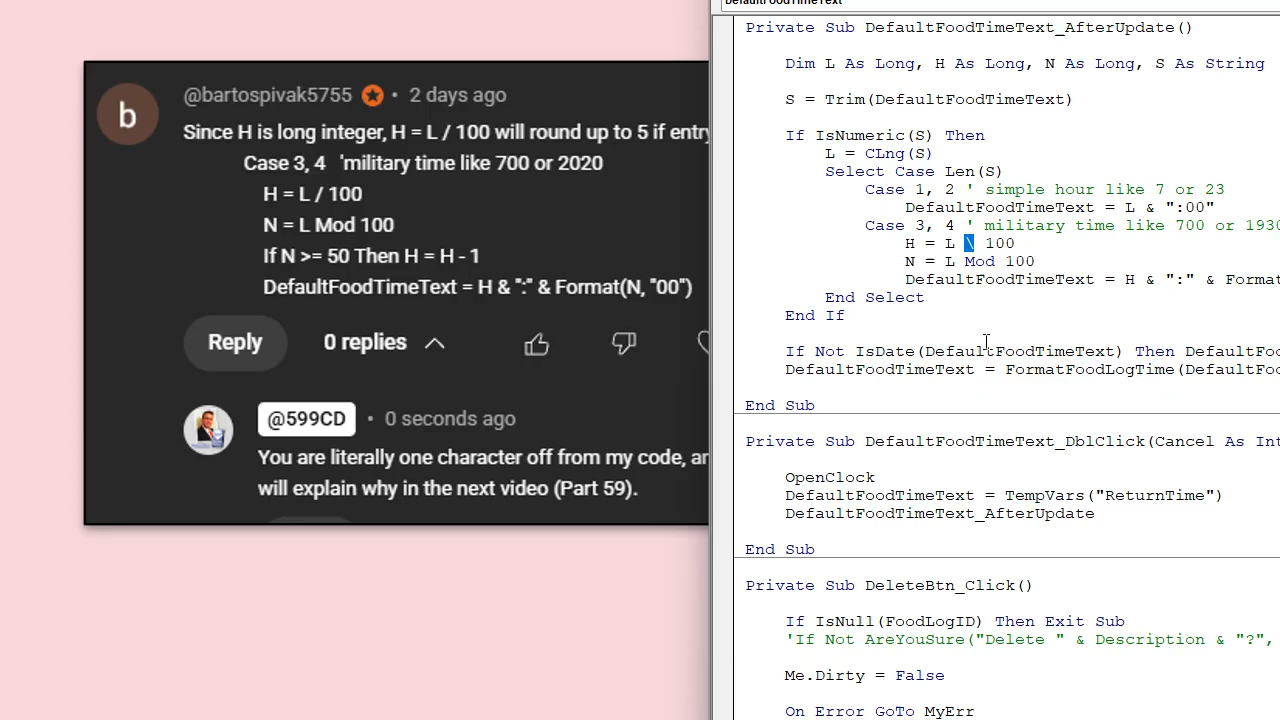 DefaultFoodTimeText
@bartospivak5755 • 2 days ago
Since H is long integer, H = L / 100 will round up to 5 if entry
Case 3, 4 'military time like 700 or 2020
H = L / 100
N = L Mod 100
If N >= 50 Then H = H - 1
DefaultFoodTimeText = H & ":" & Format(N, "00")
Reply 0 replies
@599CD • 0 seconds ago
You are literally one character off from my code, an
will explain why in the next video (Part 59).
b
Private Sub DefaultFoodTimeText_AfterUpdate()
Dim L As Long, H As Long, N As Long, S As String
S = Trim(DefaultFoodTimeText)
If IsNumeric(S) Then
L = CLng(S)
Select Case Len(S)
Case 1, 2 ' simple hour like 7 or 23
DefaultFoodTimeText = L & ":00"
Case 3, 4 ' military time like 700 or 1930
H = L \ 100
N = L Mod 100
DefaultFoodTimeText = H & ":" & Format
End Select
End If
If Not IsDate(DefaultFoodTimeText) Then DefaultFoo
DefaultFoodTimeText = FormatFoodLogTime(DefaultFoo
End Sub
Private Sub DefaultFoodTimeText_DblClick(Cancel As Int
OpenClock
DefaultFoodTimeText = TempVars("ReturnTime")
DefaultFoodTimeText_AfterUpdate
End Sub
Private Sub DeleteBtn_Click()
If IsNull(FoodLogID) Then Exit Sub
'If Not AreYouSure("Delete " & Description & "?",
Me.Dirty = False
On Error GoTo MyErr